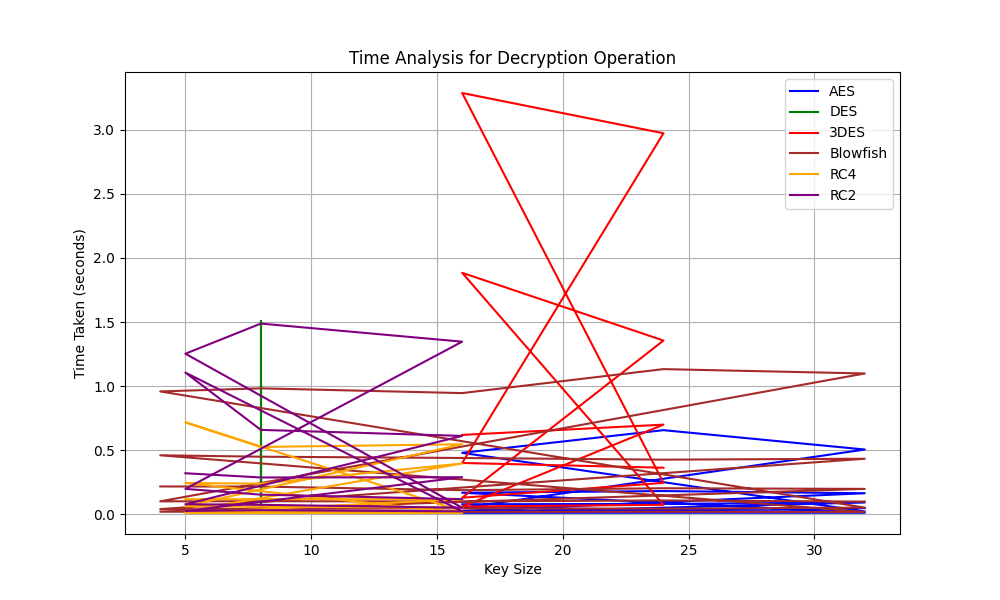 Time Analysis for Decryption Operation
Time Taken (seconds)
3.0
2.5
2.0
1.5
1.0
0.5
0.0
5
10
15
20
25
30
Key Size
AES
DES
3DES
Blowfish
RC4
RC2